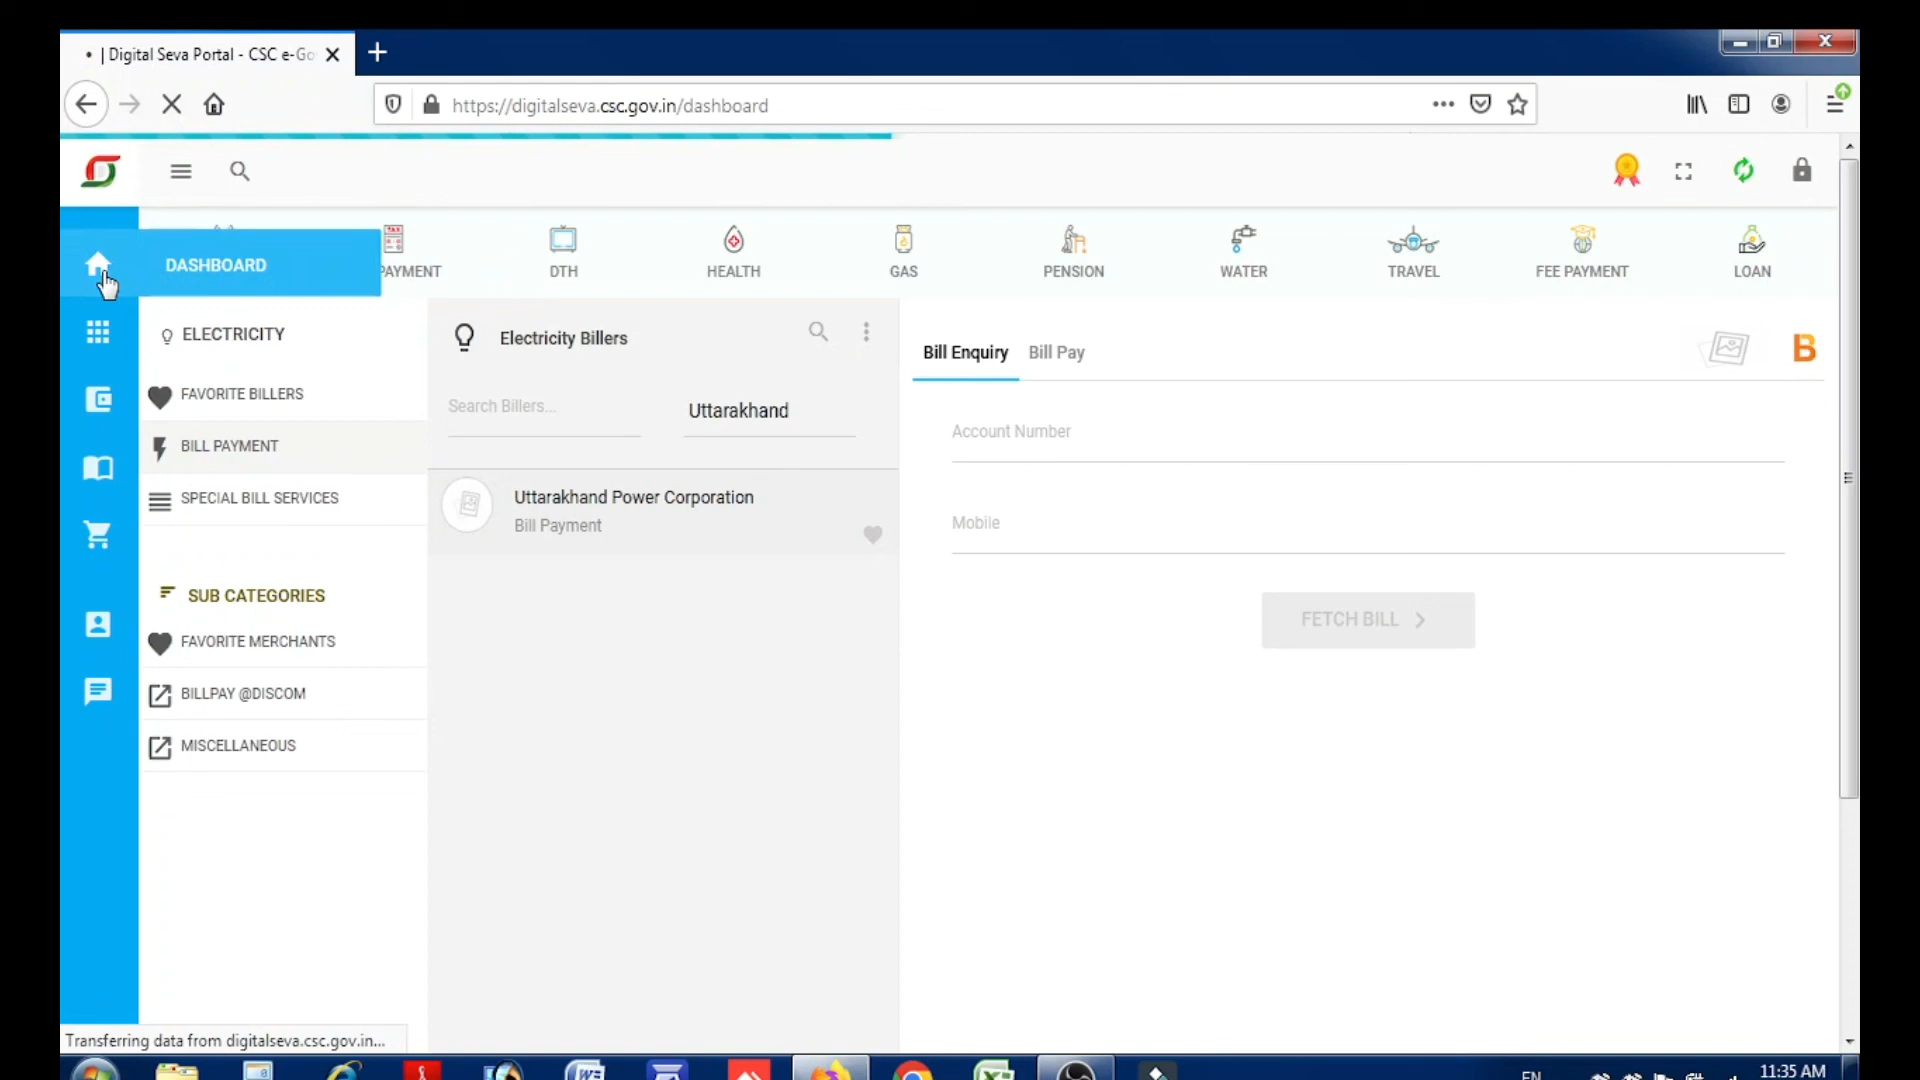 | Digital Seva Portal - CSC e-Go
https://digitalseva.csc.gov.in/dashboard
DASHBOARD
PAYMENT
DTH
HEALTH
GAS
PENSION
WATER
TRAVEL
FEE PAYMENT
LOAN
ELECTRICITY
FAVORITE BILLERS
BILL PAYMENT
SPECIAL BILL SERVICES
SUB CATEGORIES
FAVORITE MERCHANTS
BILLPAY @DISCOM
MISCELLANEOUS
Electricity Billers
Search Billers...
Uttarakhand
Uttarakhand Power Corporation
Bill Payment
Bill Enquiry
Bill Pay
B
Account Number
Mobile
FETCH BILL
Transferring data from digitalseva.csc.gov.in...
EN
11:35 AM